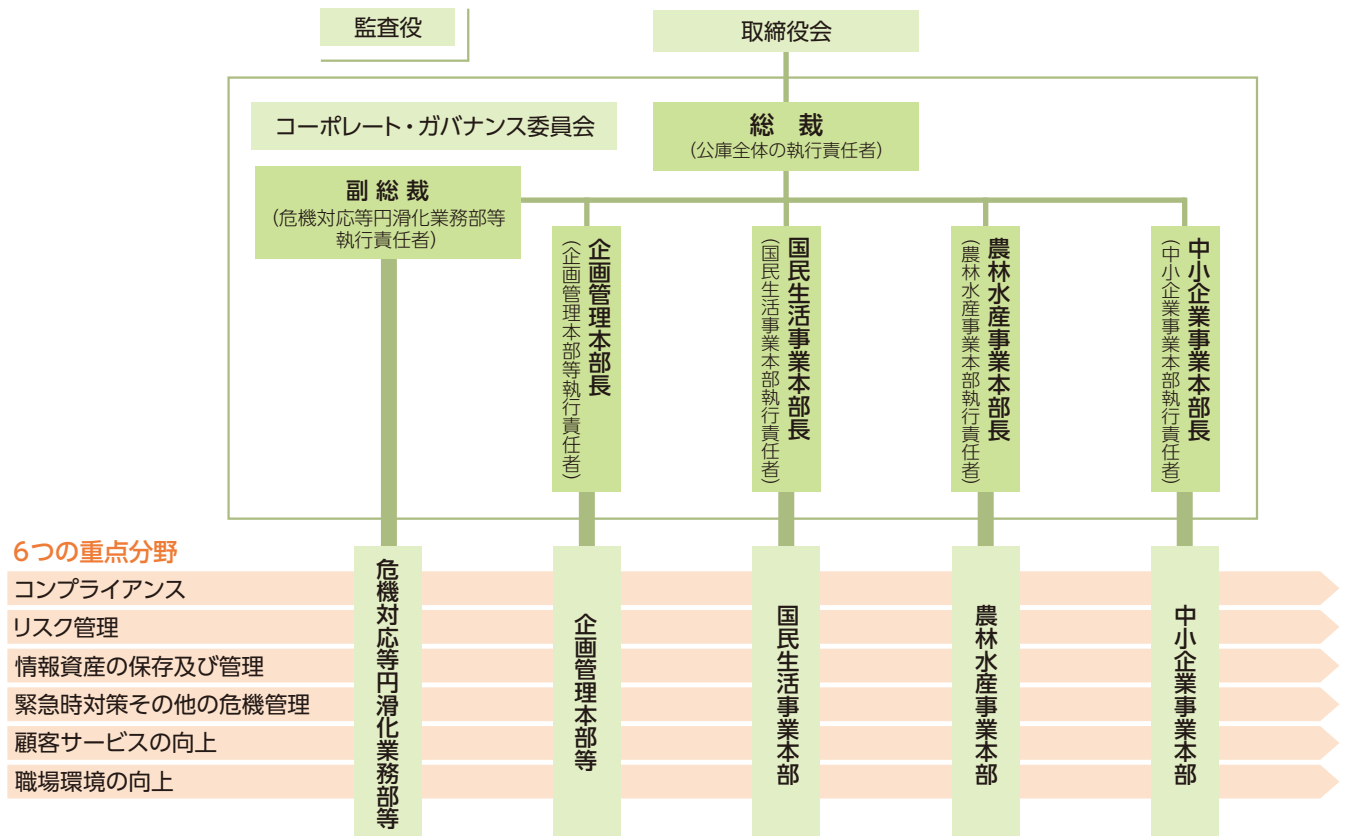 監査役
取締役会
コーポレート・ガバナンス委員会
総　裁
（公庫全体の執行責任者）
副 総 裁
（危機対応等円滑化業務部等
執行責任者）
企画管理本部長
（企画管理本部等執行責任者）
国民生活事業本部長
（国民生活事業本部執行責任者）
農林水産事業本部長
（農林水産事業本部執行責任者）
中小企業事業本部長
（中小企業事業本部執行責任者）
6つの重点分野
コンプライアンス
リスク管理
情報資産の保存及び管理
緊急時対策その他の危機管理
顧客サービスの向上
職場環境の向上
危機対応等円滑化業務部等
企画管理本部等
国民生活事業本部
農林水産事業本部
中小企業事業本部